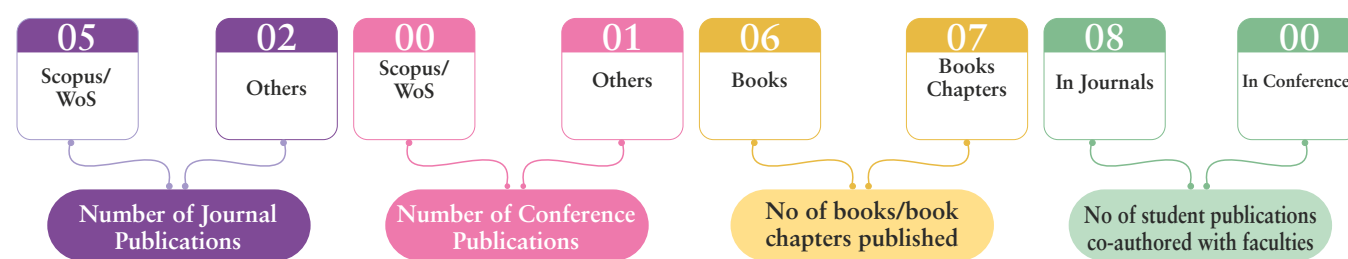 05
Scopus/
WoS
02
Others
Number of Journal
Publications
00
Scopus/
WoS
01
Others
Number of Conference
Publications
06
Books
07
Books
Chapters
No of books/book
chapters published
08
In Journals
00
In Conference
No of student publications
co-authored with faculties